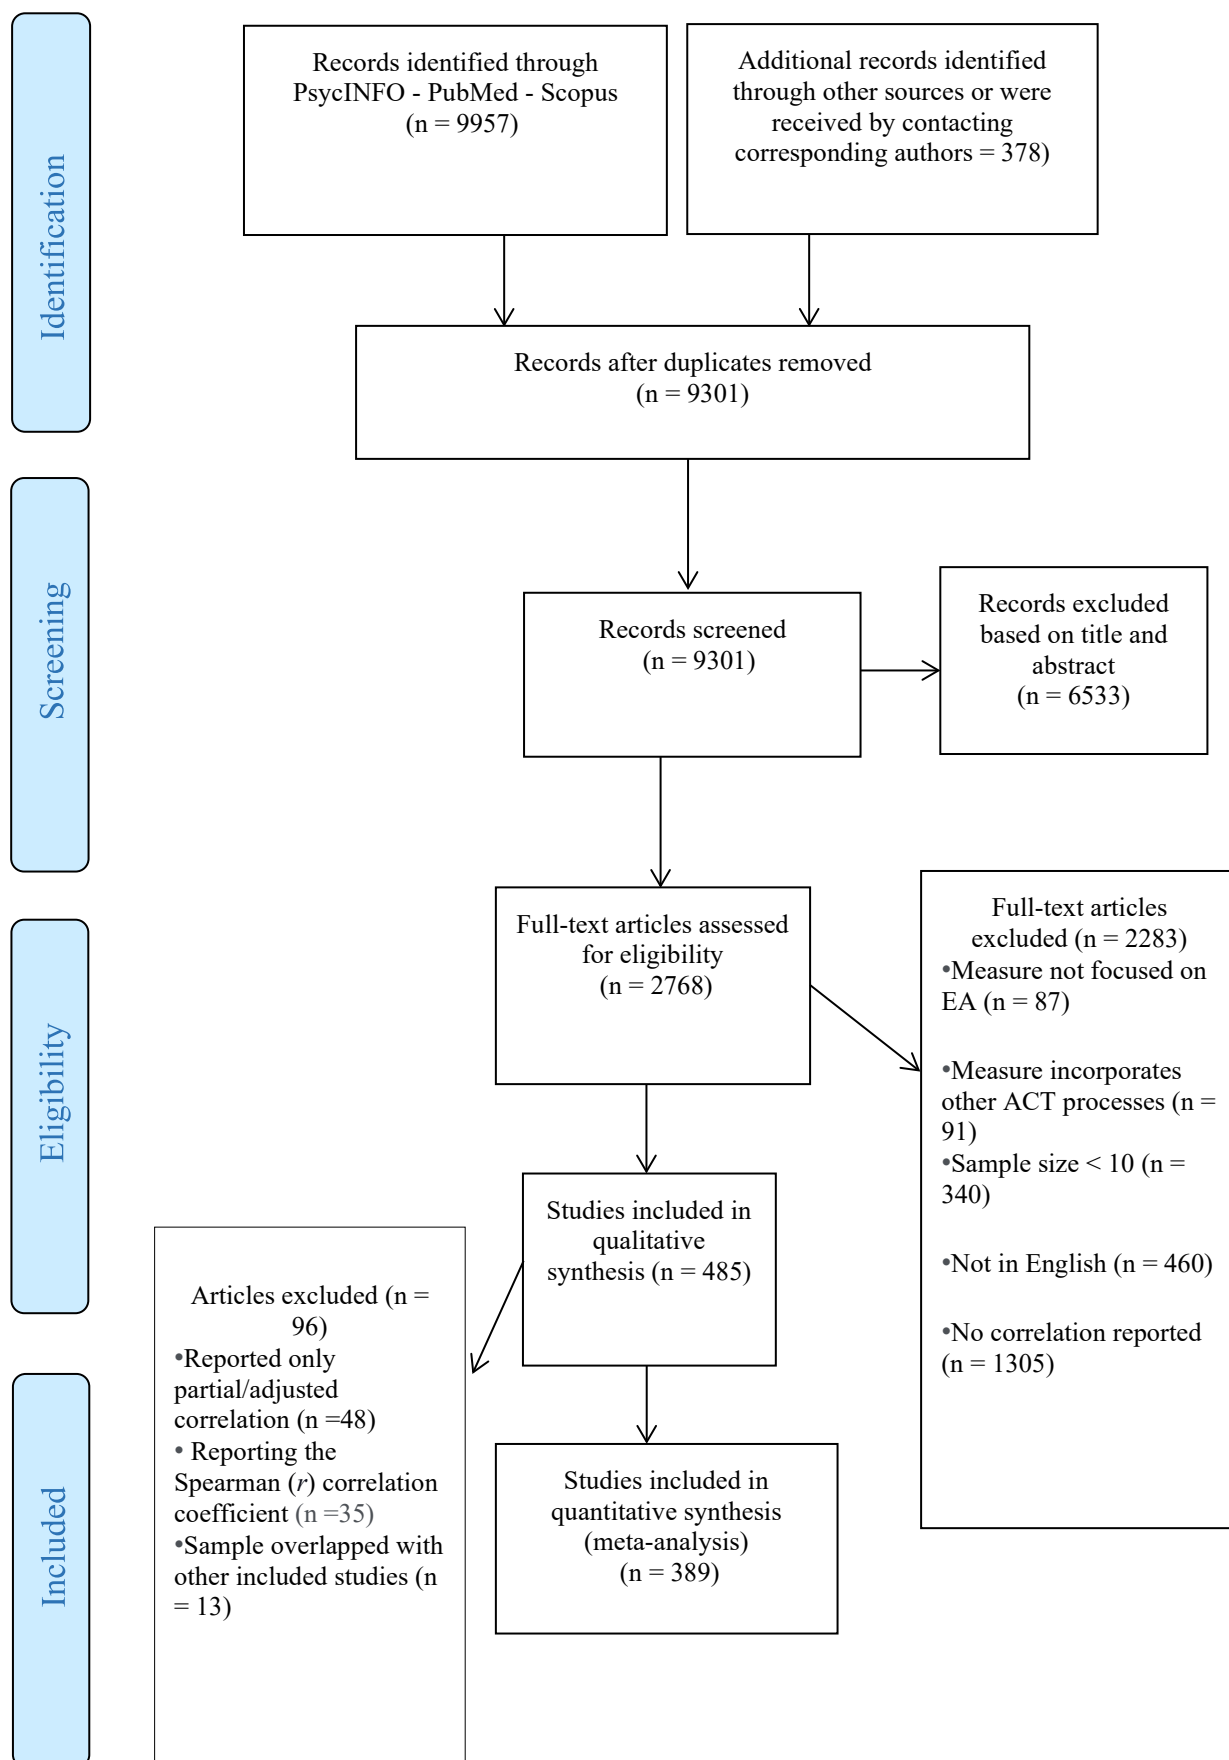 Identification
Records identified through
PsycINFO - PubMed - Scopus
(n = 9957)
Additional records identified
through other sources or were
received by contacting
corresponding authors = 378)
Records after duplicates removed
(n = 9301)
Screening
Records screened
(n = 9301)
Records excluded
based on title and
abstract
(n = 6533)
Eligibility
Full-text articles assessed
for eligibility
(n = 2768)
Full-text articles
excluded (n = 2283)
•Measure not focused on
EA (n = 87)
•Measure incorporates
other ACT processes (n =
91)
•Sample size < 10 (n =
340)
•Not in English (n = 460)
•No correlation reported
(n = 1305)
Studies included in
qualitative
synthesis (n = 485)
Articles excluded (n =
96)
•Reported only
partial/adjusted
correlation (n =48)
• Reporting the
Spearman (r) correlation
coefficient (n =35)
•Sample overlapped with
other included studies (n
= 13)
Included
Studies included in
quantitative synthesis
(meta-analysis)
(n = 389)